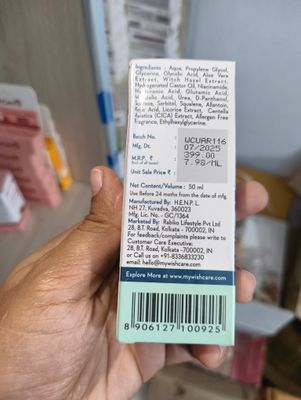 Ingredients : Aqua, Propylene Glycol,
Glycerine, Glycolic Acid, Aloe Vera
Extract, Witch Hazel Extract,
Hydrogenated Castor Oil, Niacinamide,
Hyaluronic Acid, Glutamic Acid,
Acid, Urea, D-Panthenol,
Sorbitol, Squalene, Allantoin,
Acid, Lactic Acid, Centella
Asiatica (CICA) Extract, Allergen Free
Fragrance, Ethylhexylglycerine.
Batch No. : WCUAR116
Mfg. Dt. : 07/2025
M.R.P. ₹ : 399.00
Unit Sale Price ₹ : 7.98/ML
Net Content/Volume : 50 ml
Use Before 24 maths from the date of mfg.
Manufactured By: H.E.N.P. L
NH 27, Kuvadva, 360023
Mfg. Lic. No. - GC/1364
Marketed By : Rabiko Lifestyle Pvt Ltd
28, B.T. Road, Kolkata -700002, IN
For feedback/complaints please write to
Customer Care Executive:
28, B.T. Road, Kolkata - 700002, IN
or Call us on +91-8336833230
email: hello@mywishcare.com
Explore More at www.mywishcare.com
8 906127 100925